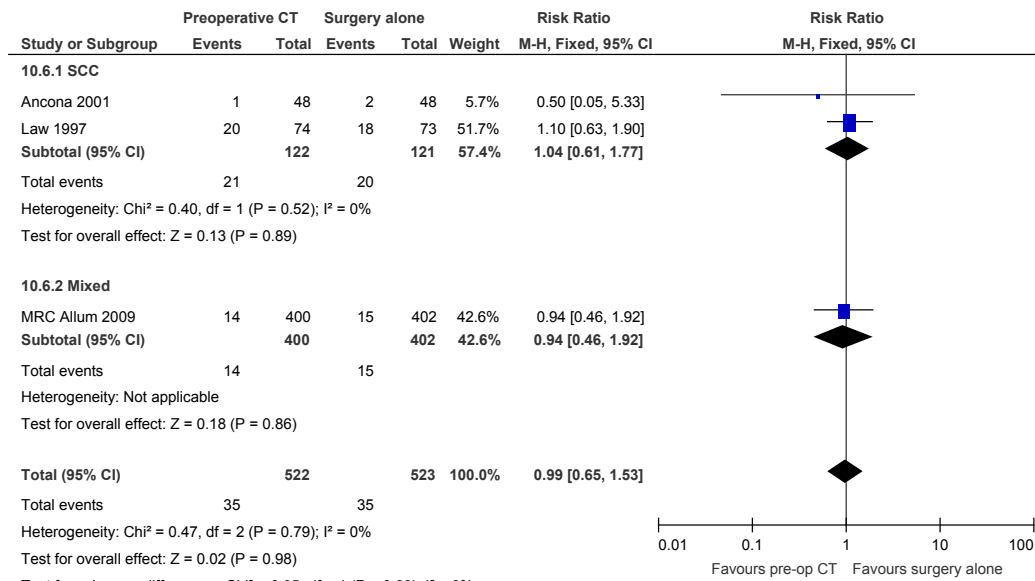 Preoperative CT Surgery alone Risk Ratio Risk Ratio
Study or Subgroup Events Total Events Total Weight M-H, Fixed, 95% CI M-H, Fixed, 95% CI
10.6.1 SCC
Ancona 2001 1 48 2 48 5.7% 0.50 [0.05, 5.33]
Law 1997 20 74 18 73 51.7% 1.10 [0.63, 1.90]
Subtotal (95% CI) 122 121 57.4% 1.04 [0.61, 1.77]
Total events 21 20
Heterogeneity: Chi² = 0.40, df = 1 (P = 0.52); I² = 0%
Test for overall effect: Z = 0.13 (P = 0.89)
10.6.2 Mixed
MRC Allum 2009 14 400 15 402 42.6% 0.94 [0.46, 1.92]
Subtotal (95% CI) 400 402 42.6% 0.94 [0.46, 1.92]
Total events 14 15
Heterogeneity: Not applicable
Test for overall effect: Z = 0.18 (P = 0.86)
Total (95% CI) 522 523 100.0% 0.99 [0.65, 1.53]
Total events 35 35
Heterogeneity: Chi² = 0.47, df = 2 (P = 0.79); I² = 0%
Test for overall effect: Z = 0.02 (P = 0.98)
0.01 0.1 1 10 100
Favours pre-op CT Favours surgery alone